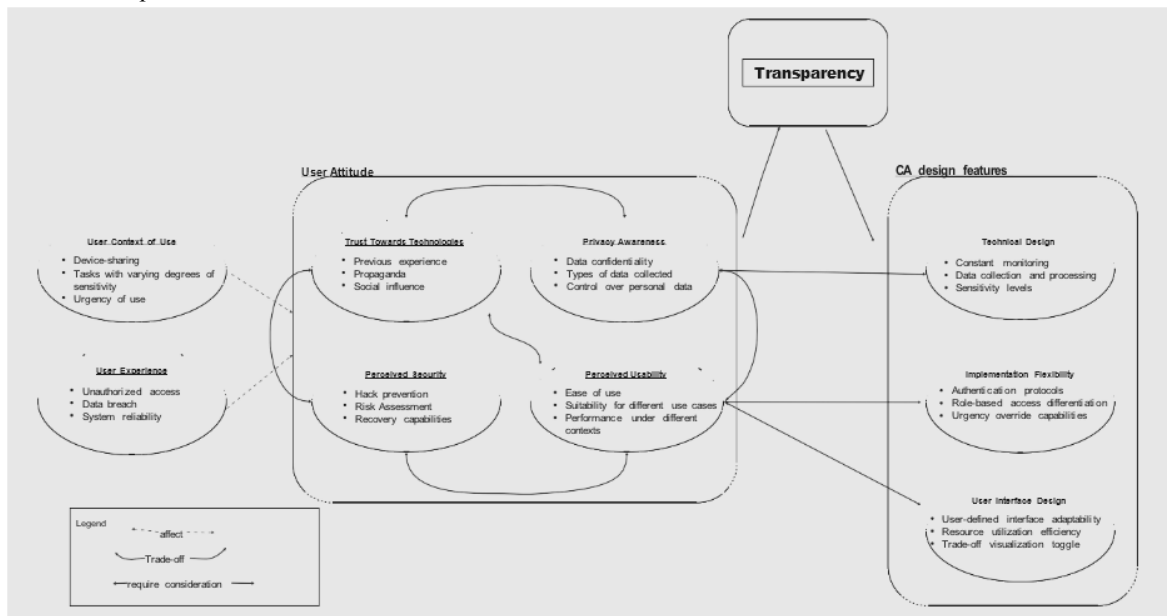 Transparency
User Attitude
CA design features
User Context of Use
• Device-sharing
• Tasks with varying degrees of
sensitivity
• Urgency of use
Trust Towards Technologies
• Previous experience
• Propaganda
• Social influence
Privacy Awareness
• Data confidentiality
• Types of data collected
• Control over personal data
Technical Design
• Constant monitoring
• Data collection and processing
• Sensitivity levels
User Experience
• Unauthorized access
• Data breach
• System reliability
Perceived Security
• Hack prevention
• Risk Assessment
• Recovery capabilities
Perceived Usability
• Ease of use
• Suitability for different use cases
• Performance under different
contexts
Implementation Flexibility
• Authentication protocols
• Role-based access differentiation
• Urgency override capabilities
User Interface Design
• User-defined interface adaptability
• Resource utilization efficiency
• Trade-off visualization toggle
Legend
affect
Trade-off
require consideration